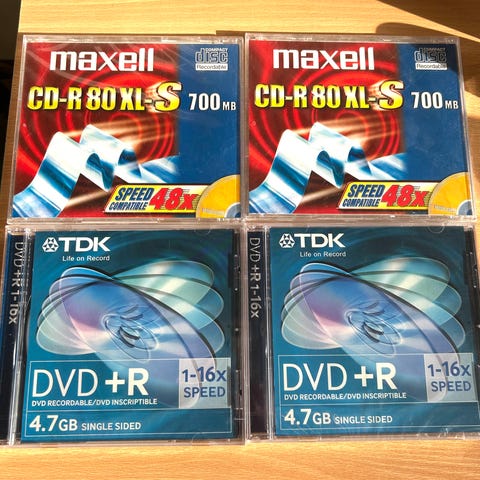 maxell
COMPACT
disc
Recordable
CD-R 80 XL-S 700 MB
SPEED
COMPATIBLE 48x
maxell
COMPACT
disc
Recordable
CD-R 80 XL-S 700 MB
SPEED
COMPATIBLE 48x
DVD +R 1-16x
TDK
Life on Record
DVD +R
DVD RECORDABLE/DVD INSCRIPTIBLE
1-16x
SPEED
4.7GB SINGLE SIDED
DVD +R 1-16x
TDK
Life on Record
DVD +R
DVD RECORDABLE/DVD INSCRIPTIBLE
1-16x
SPEED
4.7GB SINGLE SIDED